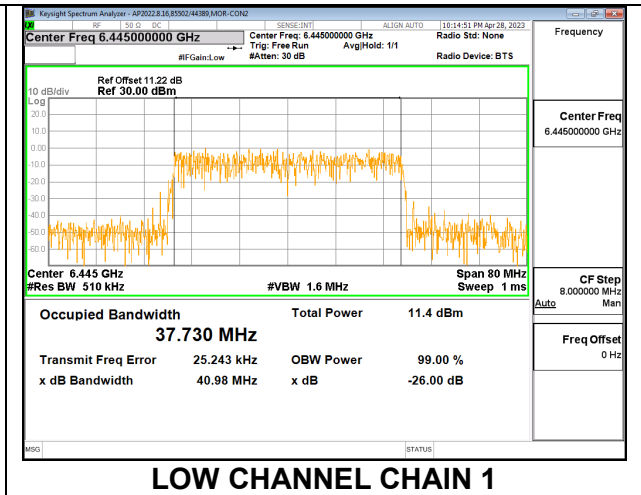 Keysight Spectrum Analyzer - AP2022.8.16,85502/44389,MOR-CON2
RF 50 Ω DC SENSE:INT ALIGN AUTO 10:14:51 PM Apr 28, 2023
Center Freq 6.445000000 GHz
Center Freq: 6.445000000 GHz
Radio Std: None
Trig: Free Run Avg|Hold: 1/1
#IFGain:Low #Atten: 30 dB Radio Device: BTS
Ref Offset 11.22 dB
10 dB/div Ref 30.00 dBm
Log
20.0
10.0
0.00
-10.0
-20.0
-30.0
-40.0
-50.0
-60.0
Center 6.445 GHz Span 80 MHz
#Res BW 510 kHz #VBW 1.6 MHz Sweep 1 ms
Occupied Bandwidth Total Power 11.4 dBm
37.730 MHz
Transmit Freq Error 25.243 kHz OBW Power 99.00 %
x dB Bandwidth 40.98 MHz x dB -26.00 dB
MSG STATUS
Frequency
Center Freq
6.445000000 GHz
CF Step
8.000000 MHz
Auto Man
Freq Offset
0 Hz
LOW CHANNEL CHAIN 1